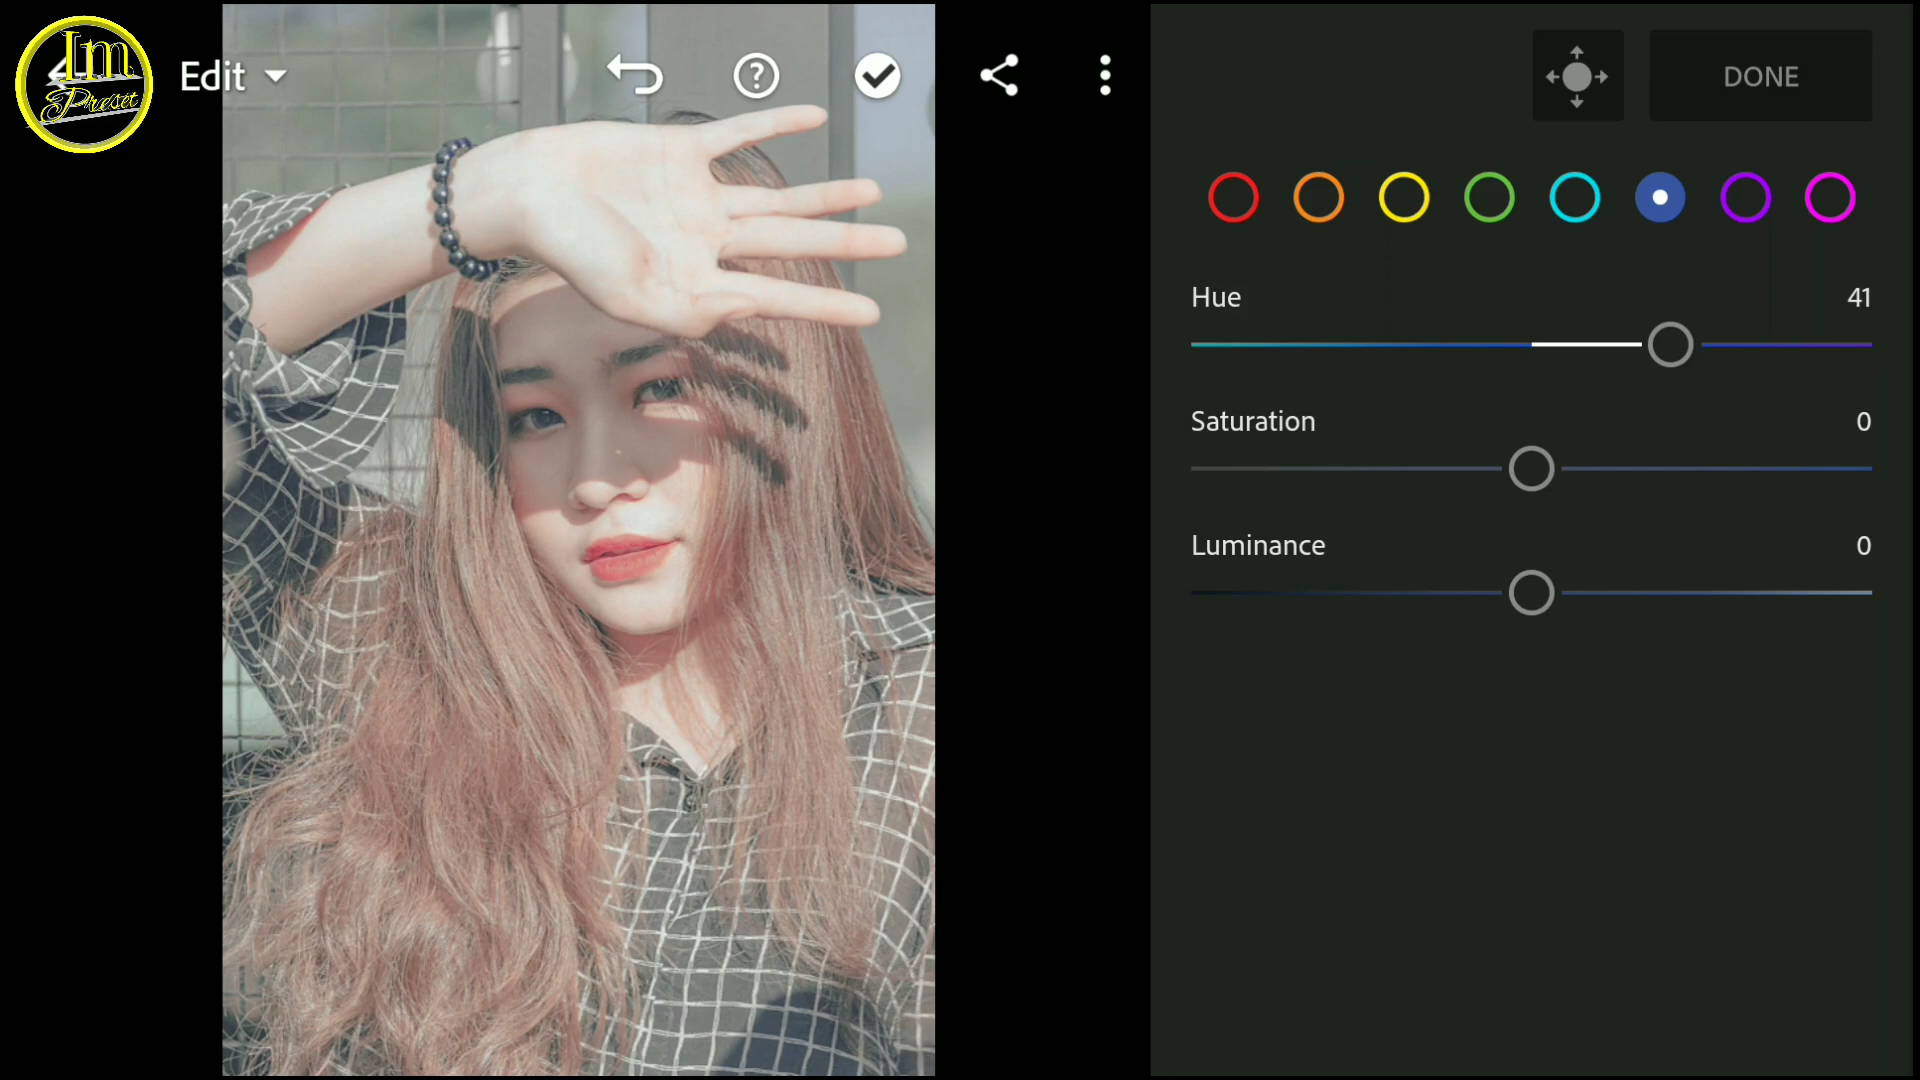 Im
Preset
Edit
?
DONE
Hue 41
Saturation 0
Luminance 0